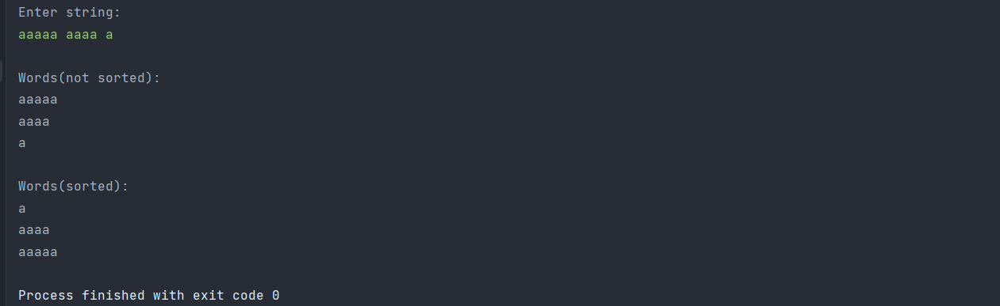 Enter string:
aaaaa aaaa a
Words(not sorted):
aaaaa
aaaa
a
Words(sorted):
a
aaaa
aaaaa
Process finished with exit code 0